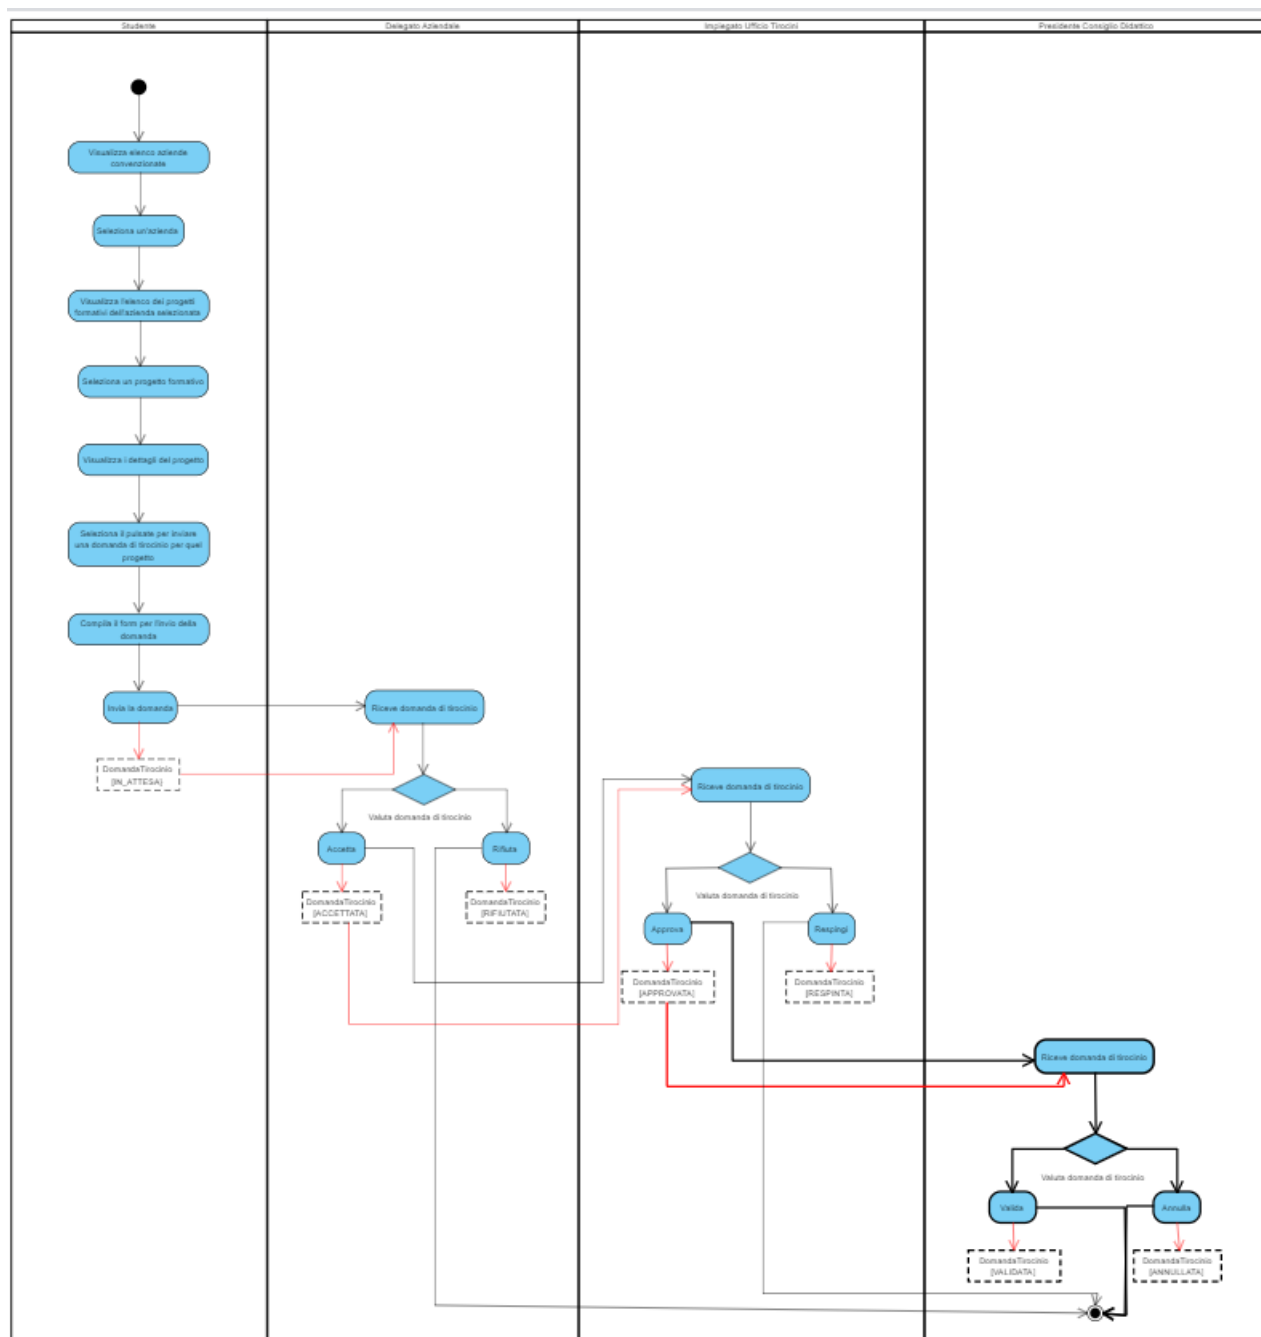 Studente
Delegato Aziendale
Impiegato Ufficio Tirocini
Presidente Consiglio Didattico
Visualizza elenco aziende
convenzionate
Seleziona un'azienda
Visualizza l'elenco dei progetti
formativi dell'azienda selezionata
Seleziona un progetto formativo
Visualizza i dettagli del progetto
Seleziona il pulsate per inviare
una domanda di tirocinio per quel
progetto
Compila il form per l'invio della
domanda
Invia la domanda
DomandaTirocinio
[IN_ATTESA]
Riceve domanda di tirocinio
Valuta domanda di tirocinio
Accetta
Rifiuta
DomandaTirocinio
[ACCETTATA]
DomandaTirocinio
[RIFIUTATA]
Riceve domanda di tirocinio
Valuta domanda di tirocinio
Approva
Respingi
DomandaTirocinio
[APPROVATA]
DomandaTirocinio
[RESPINTA]
Riceve domanda di tirocinio
Valuta domanda di tirocinio
Valida
Annulla
DomandaTirocinio
[VALIDATA]
DomandaTirocinio
[ANNULLATA]